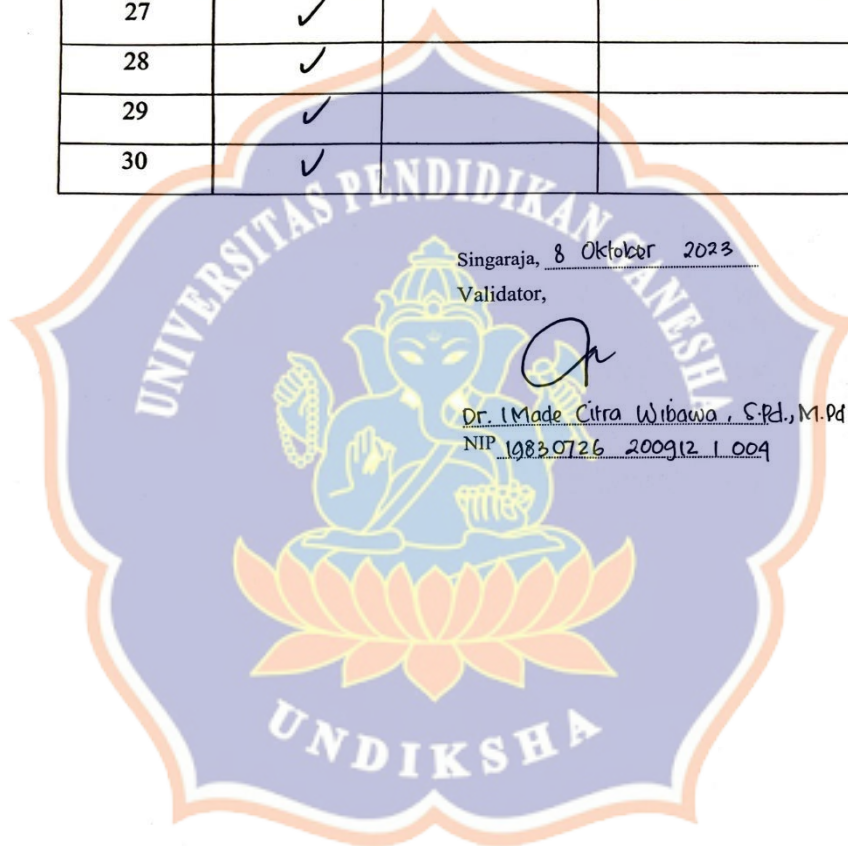 27 ✓
28 ✓
29 ✓
30 ✓
UNIVERSITAS PENDIDIKAN GANESHA
Singaraja, 8 Oktober 2023
Validator,
Dr. I Made Citra Wibawa, S.Pd., M.Pd
NIP 19830726 200912 1 004
UNDIKSHA